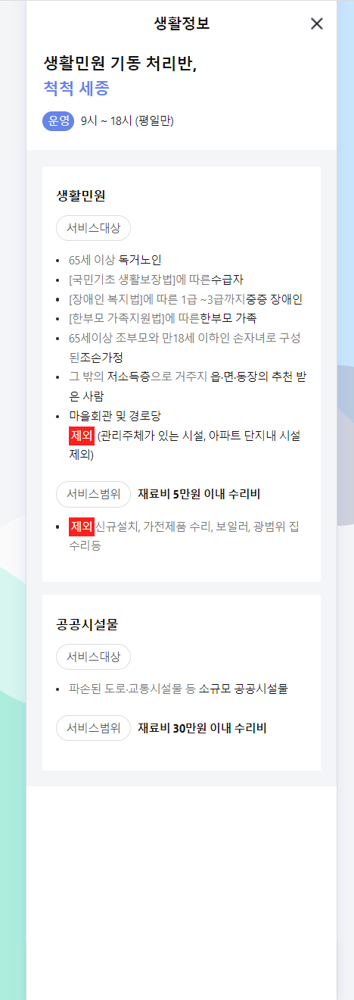 생활정보
생활민원 기동 처리반,
척척 세종
운영 9시 ~ 18시 (평일만)
생활민원
서비스대상
• 65세 이상 독거노인
• [국민기초 생활보장법]에 따른수급자
• [장애인 복지법]에 따른 1급 ~3급까지중증 장애인
• [한부모 가족지원법]에 따른한부모 가족
• 65세이상 조부모와 만18세 이하인 손자녀로 구성
된조손가정
• 그 밖의 저소득층으로 거주지 읍·면·동장의 추천 받
은 사람
• 마을회관 및 경로당
제외 (관리주체가 있는 시설, 아파트 단지내 시설
제외)
서비스범위 재료비 5만원 이내 수리비
• 제외신규설치, 가전제품 수리, 보일러, 광범위 집
수리등
공공시설물
서비스대상
• 파손된 도로·교통시설물 등 소규모 공공시설물
서비스범위 재료비 30만원 이내 수리비